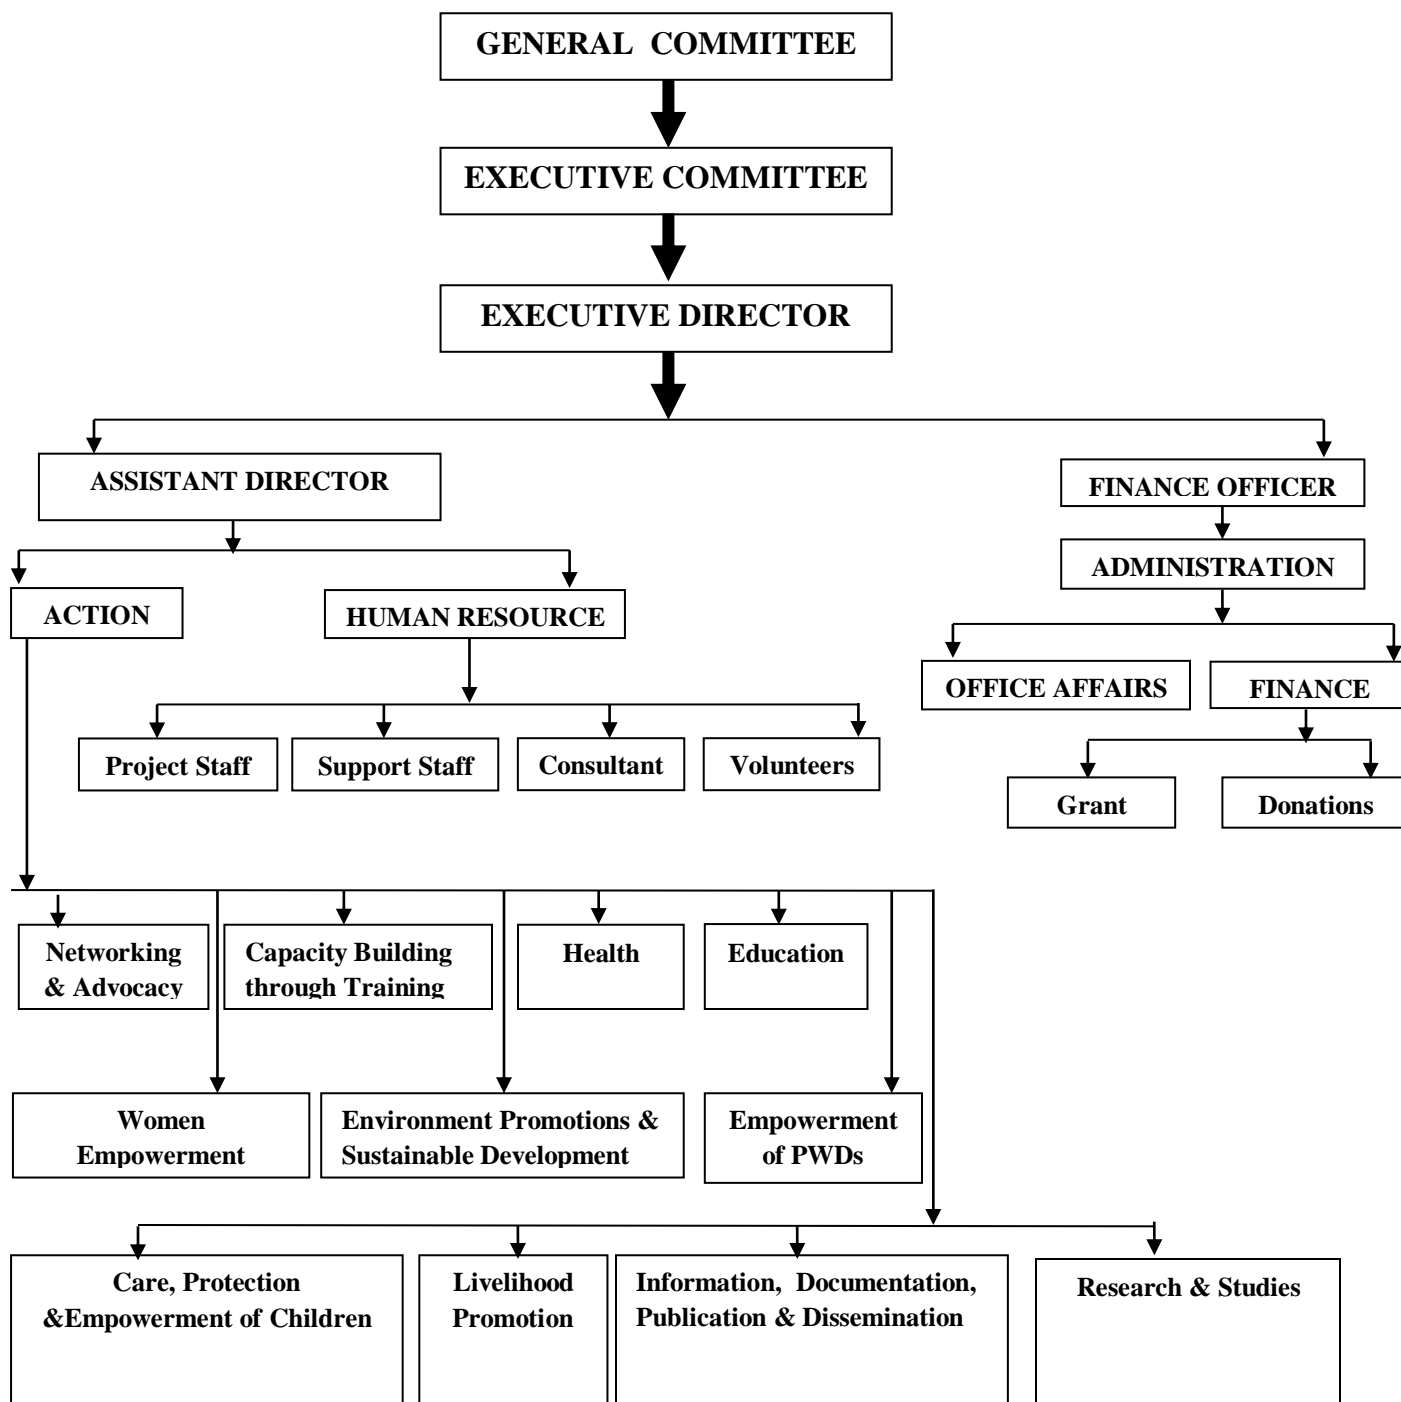 GENERAL COMMITTEE
EXECUTIVE COMMITTEE
EXECUTIVE DIRECTOR
ASSISTANT DIRECTOR
FINANCE OFFICER
ADMINISTRATION
ACTION
HUMAN RESOURCE
OFFICE AFFAIRS
FINANCE
Project Staff
Support Staff
Consultant
Volunteers
Grant
Donations
Networking
& Advocacy
Capacity Building
through Training
Health
Education
Women
Empowerment
Environment Promotions &
Sustainable Development
Empowerment
of PWDs
Care, Protection
&Empowerment of Children
Livelihood
Promotion
Information, Documentation,
Publication & Dissemination
Research & Studies